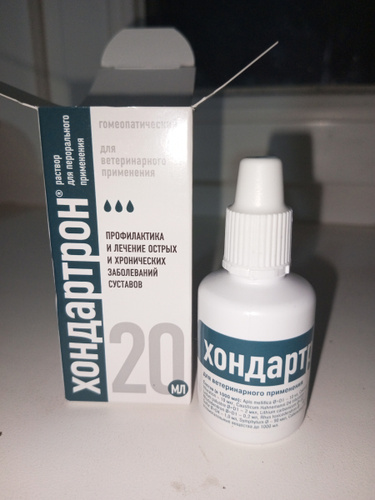 гомеопатический
для
ветеринарного
применения
ПРОФИЛАКТИКА
И ЛЕЧЕНИЕ ОСТРЫХ
И ХРОНИЧЕСКИХ
ЗАБОЛЕВАНИЙ
СУСТАВОВ
20
МЛ
ХОНДАРТРОН®
раствор
для перорального
применения
хондартрон
для ветеринарного применения